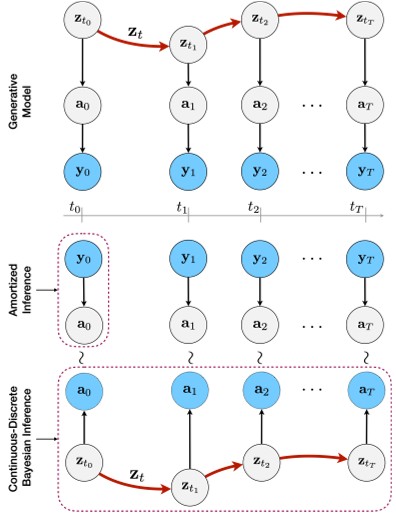 Generative
Model
z_{t_0} z_t z_{t_1} z_{t_2} z_{t_T}
a_0 a_1 a_2 ··· a_T
y_0 y_1 y_2 ··· y_T
t_0 t_1 t_2 t_T
Amortized
Inference
y_0 y_1 y_2 ··· y_T
a_0 a_1 a_2 ··· a_T
~ ~ ~ ~
Continuous-Discrete
Bayesian Inference
a_0 a_1 a_2 ··· a_T
z_{t_0} z_t z_{t_1} z_{t_2} z_{t_T}